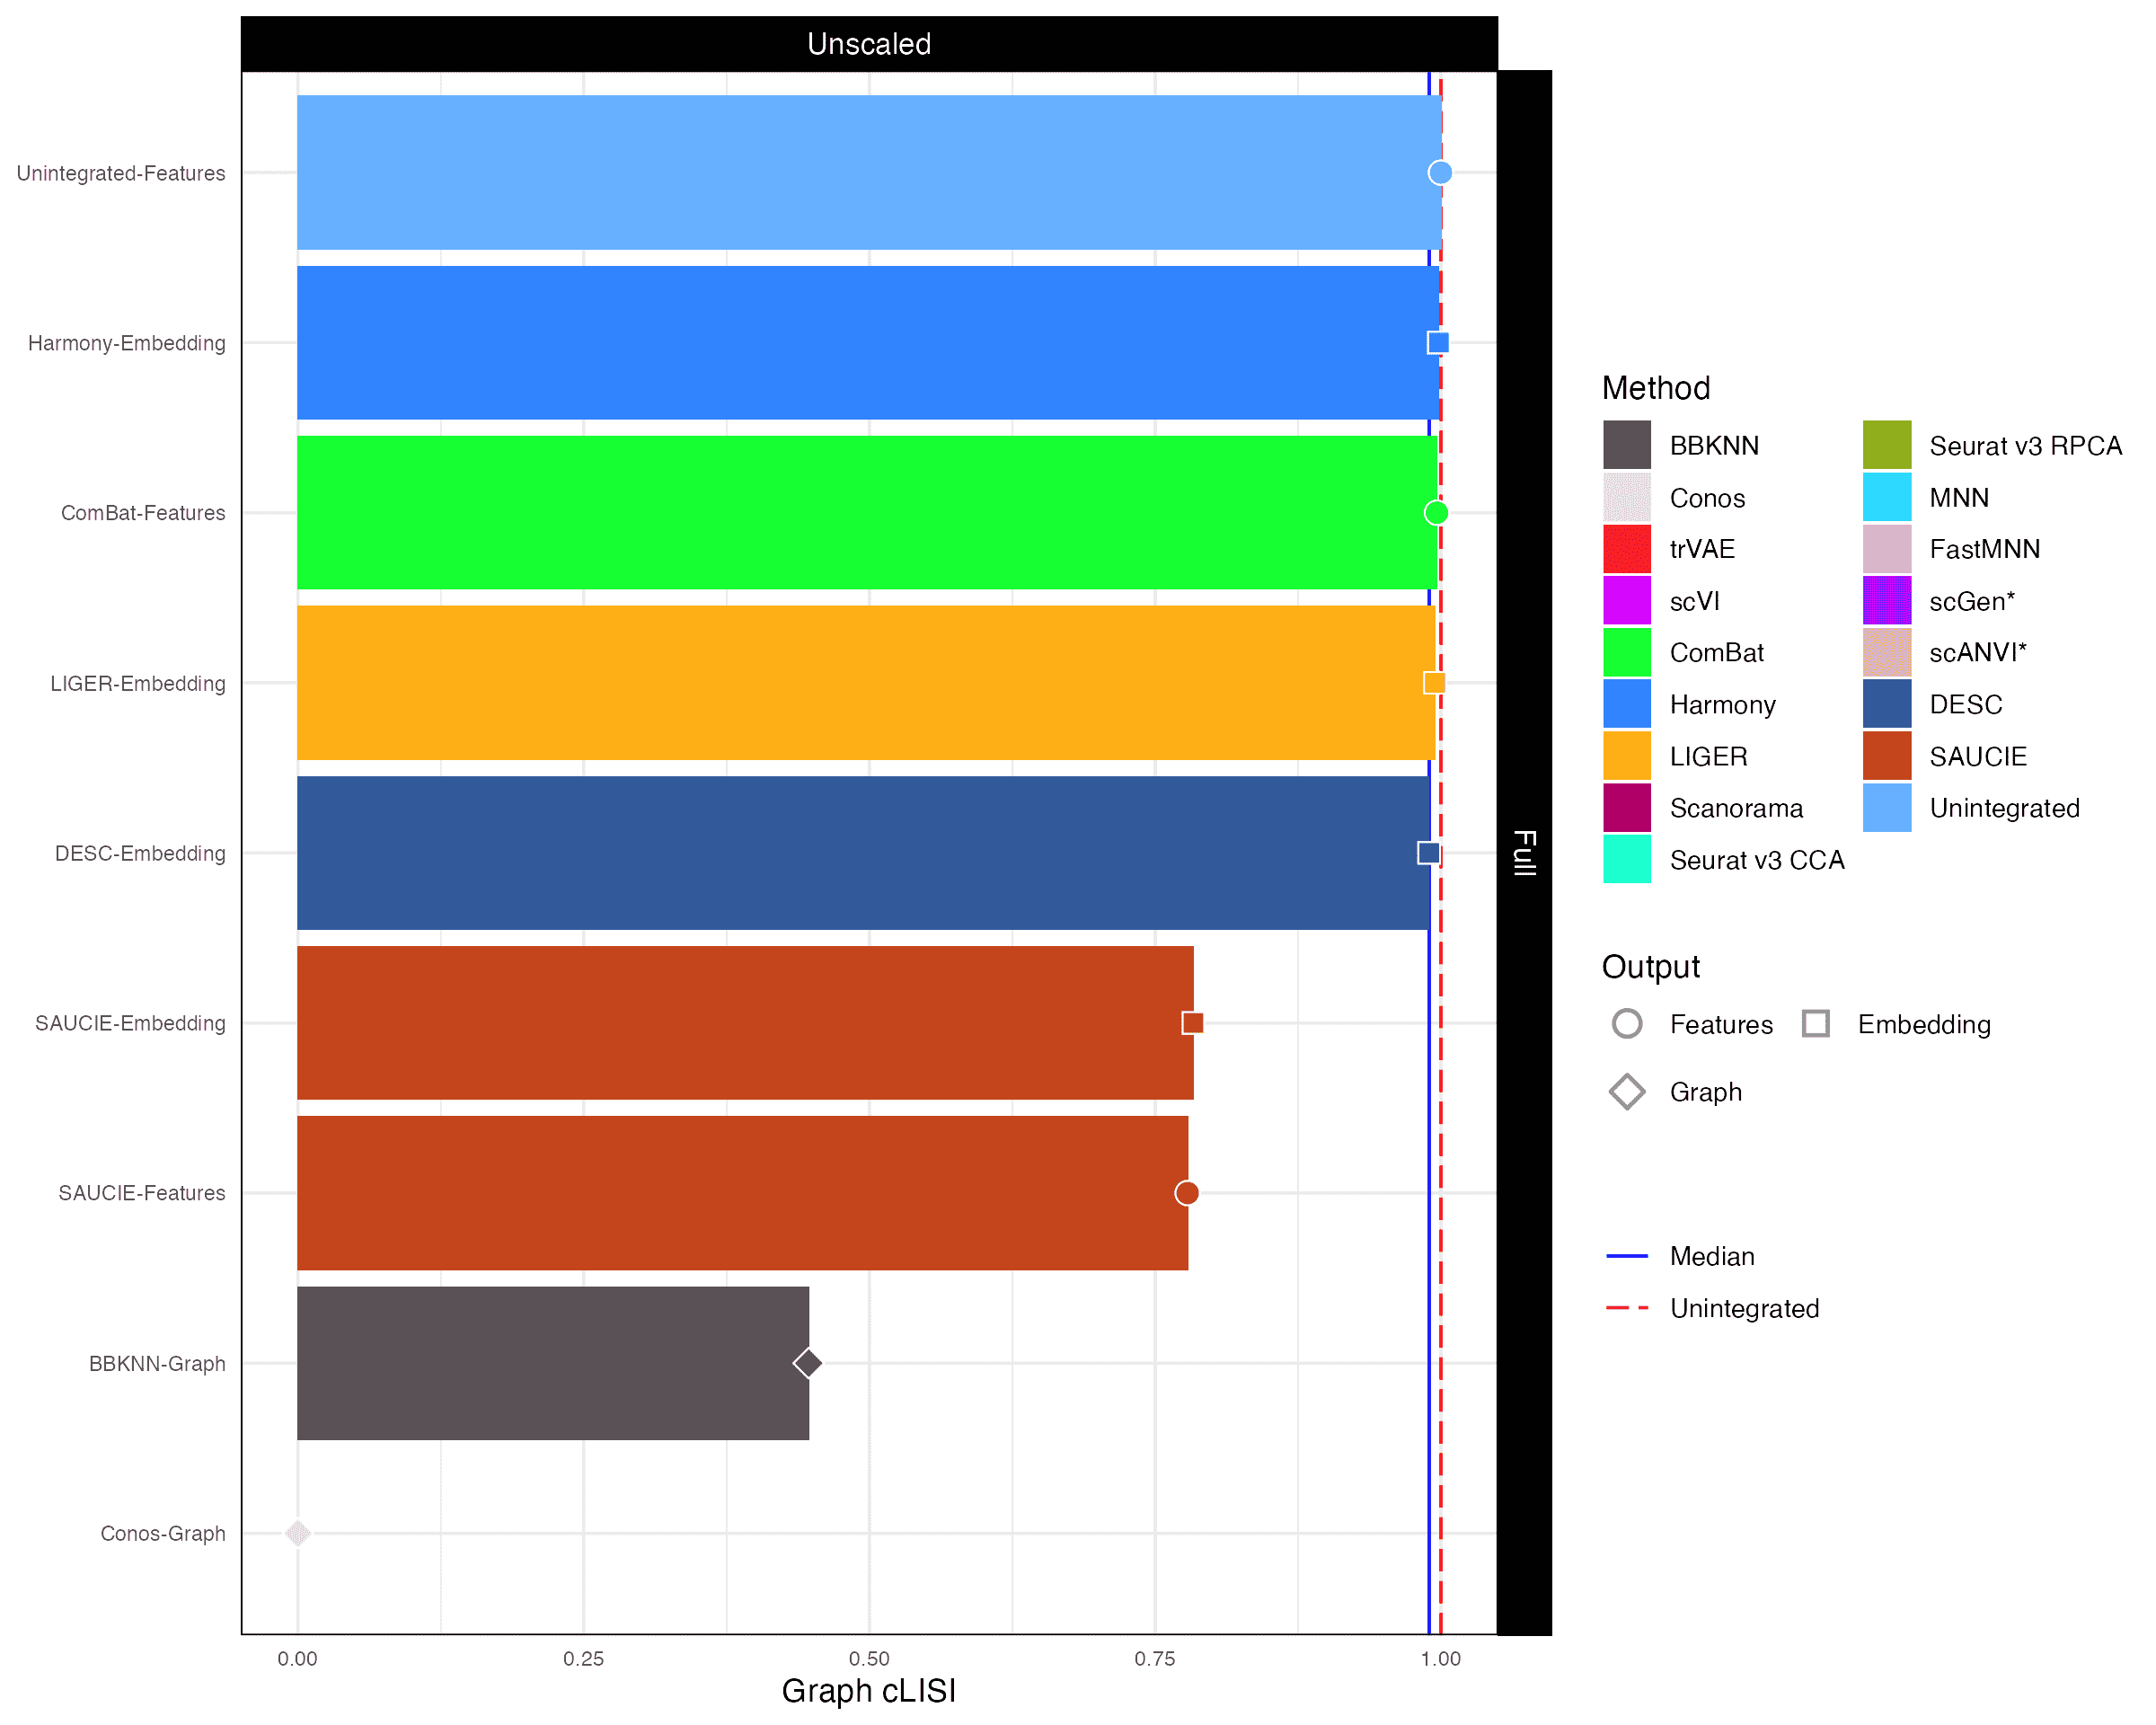 Unscaled
Unintegrated-Features
Harmony-Embedding
ComBat-Features
LIGER-Embedding
DESC-Embedding
SAUCIE-Embedding
SAUCIE-Features
BBKNN-Graph
Conos-Graph
0.00 0.25 0.50 0.75 1.00
Graph cLISI
Full
Method
BBKNN Seurat v3 RPCA
Conos MNN
trVAE FastMNN
scVI scGen*
ComBat scANVI*
Harmony DESC
LIGER SAUCIE
Scanorama Unintegrated
Seurat v3 CCA
Output
Features Embedding
Graph
Median
Unintegrated